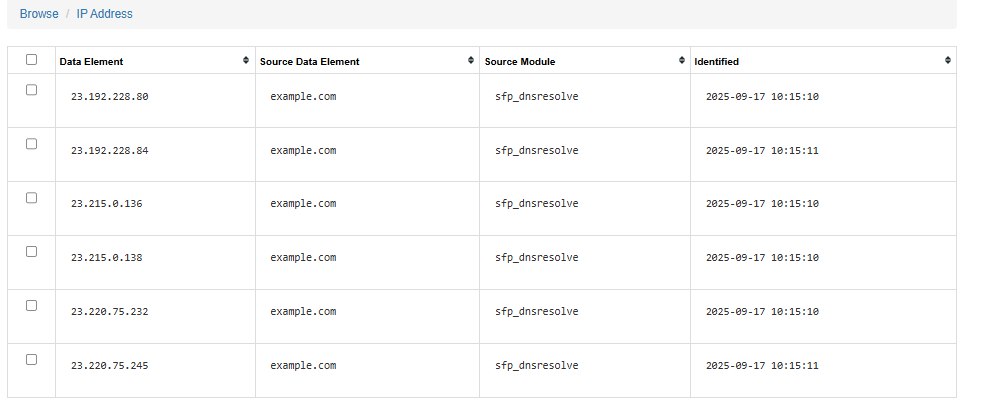 Browse / IP Address
Data Element Source Data Element Source Module Identified
23.192.228.80 example.com sfp_dnsresolve 2025-09-17 10:15:10
23.192.228.84 example.com sfp_dnsresolve 2025-09-17 10:15:11
23.215.0.136 example.com sfp_dnsresolve 2025-09-17 10:15:10
23.215.0.138 example.com sfp_dnsresolve 2025-09-17 10:15:10
23.220.75.232 example.com sfp_dnsresolve 2025-09-17 10:15:10
23.220.75.245 example.com sfp_dnsresolve 2025-09-17 10:15:11